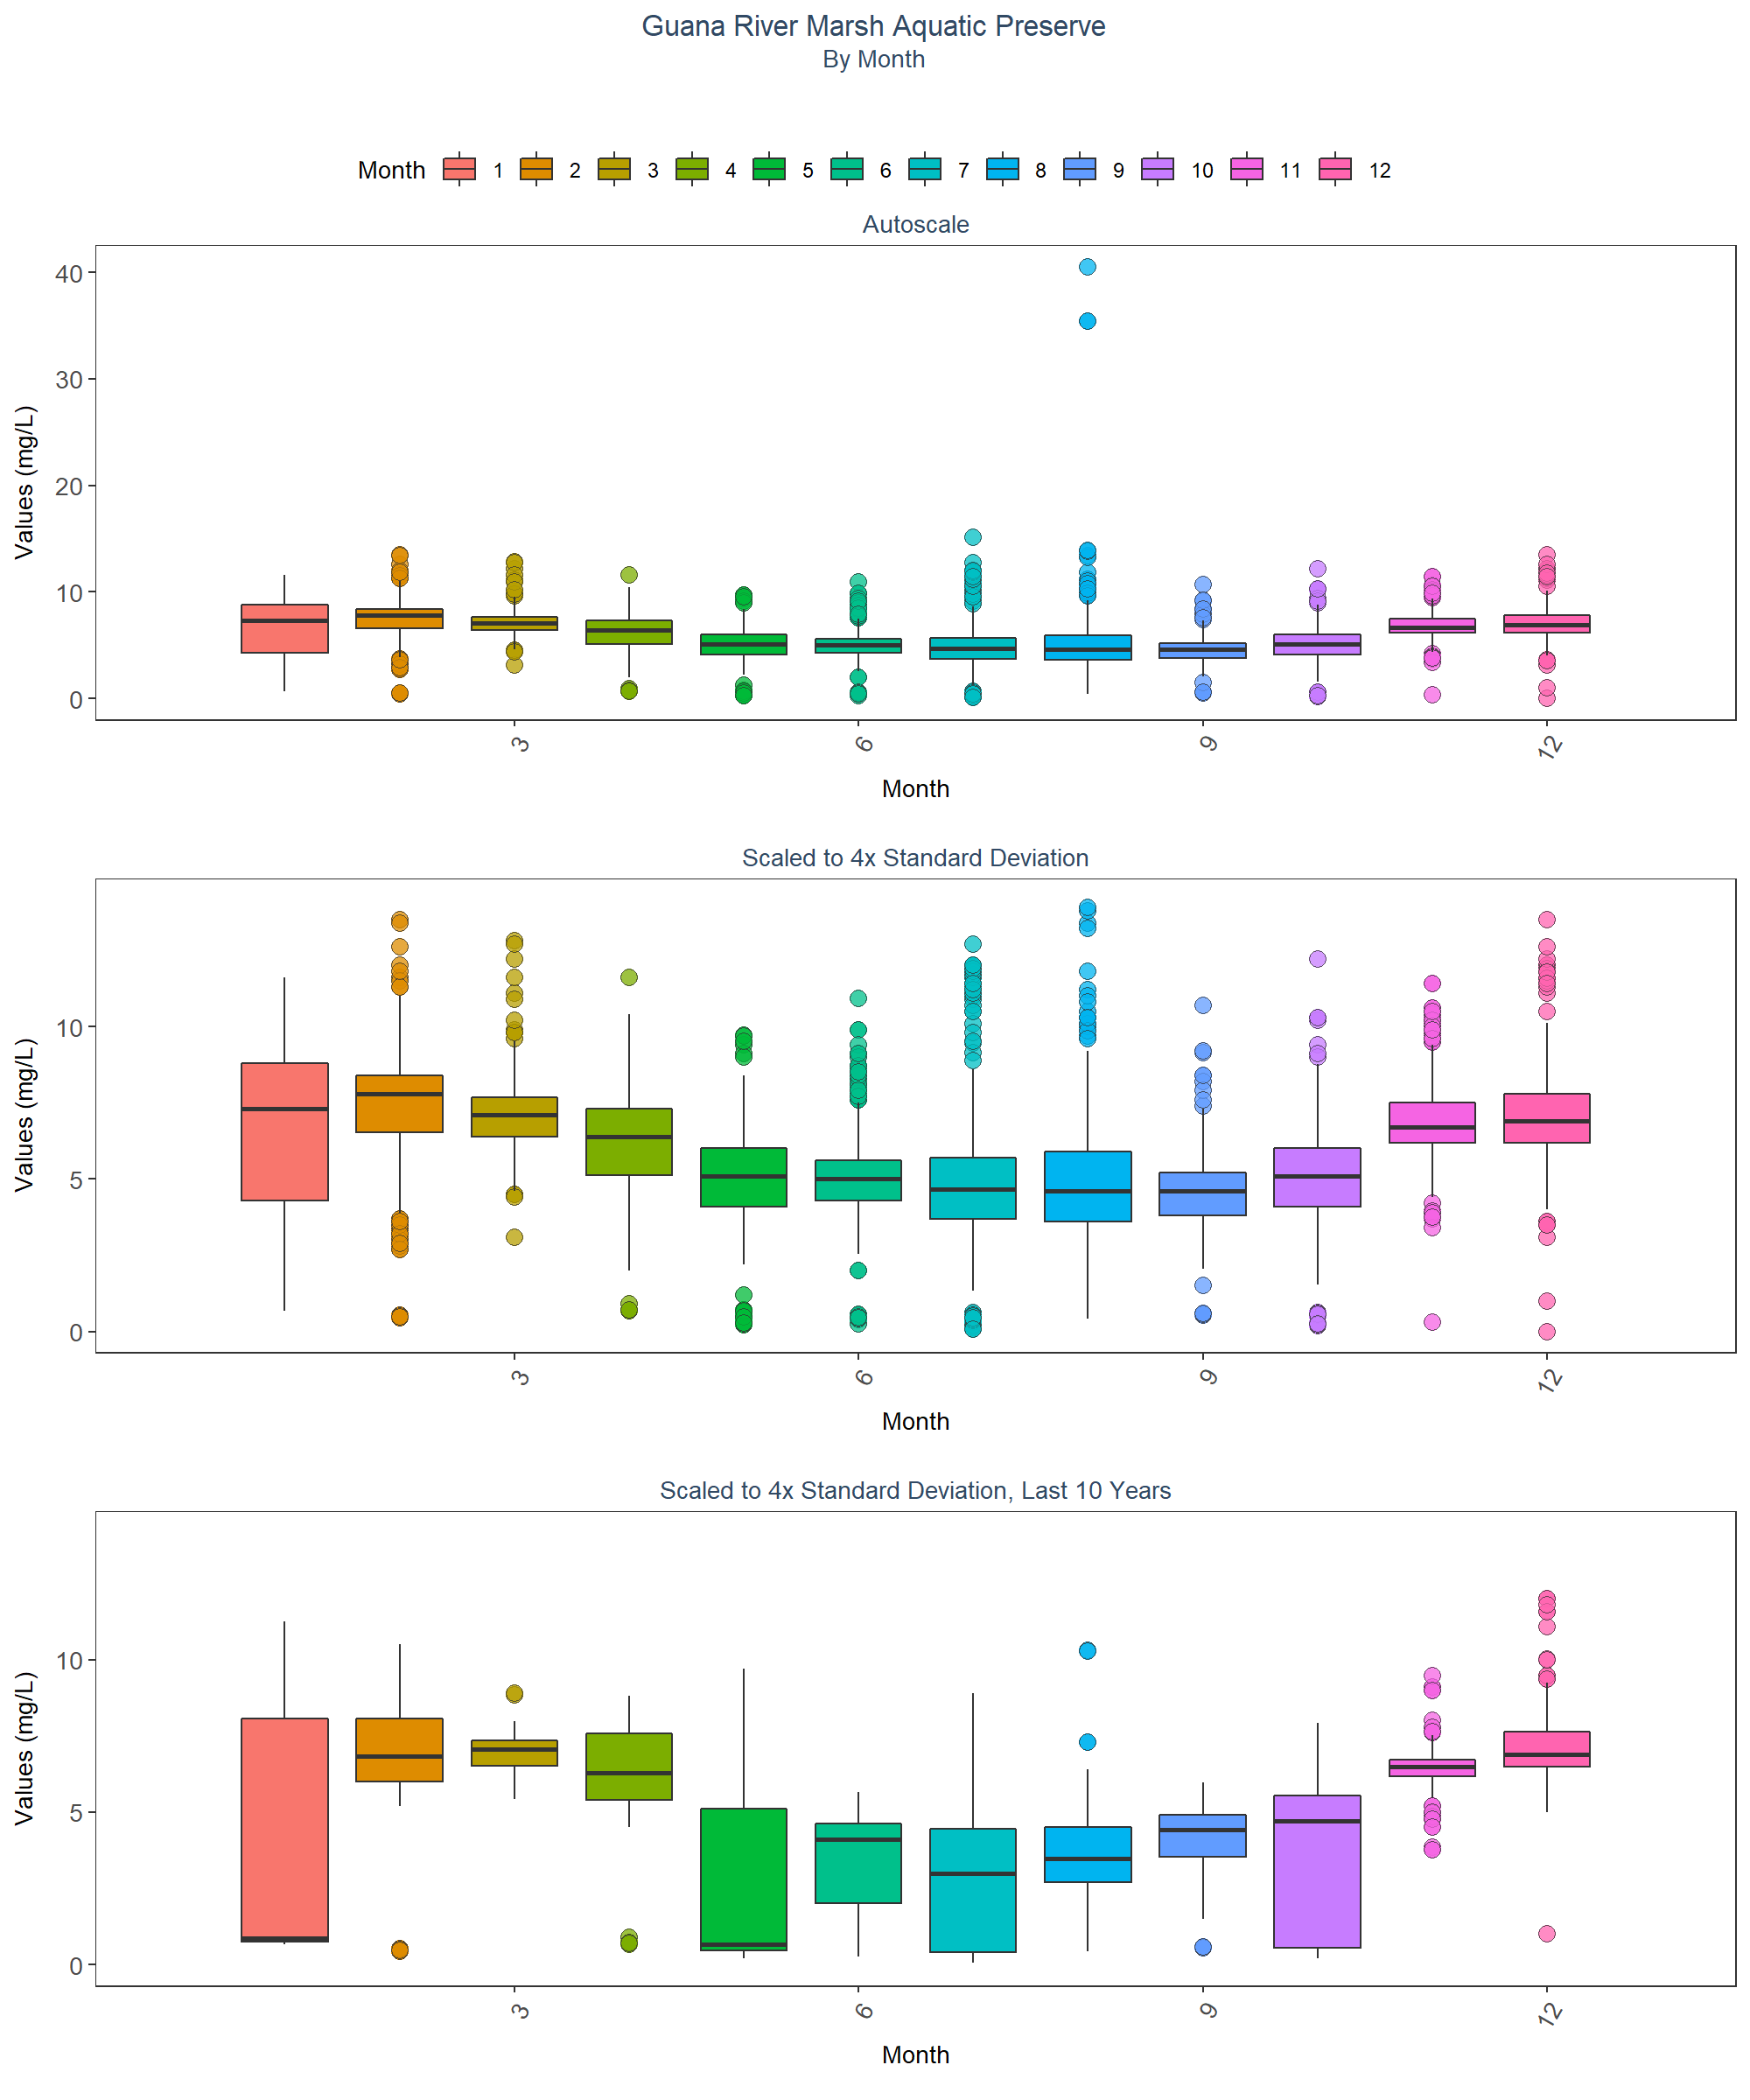 Guana River Marsh Aquatic Preserve
By Month
Month 1 2 3 4 5 6 7 8 9 10 11 12
Autoscale
Values (mg/L)
40
30
20
10
0
3 6 9 12
Month
Scaled to 4x Standard Deviation
Values (mg/L)
10
5
0
3 6 9 12
Month
Scaled to 4x Standard Deviation, Last 10 Years
Values (mg/L)
10
5
0
3 6 9 12
Month